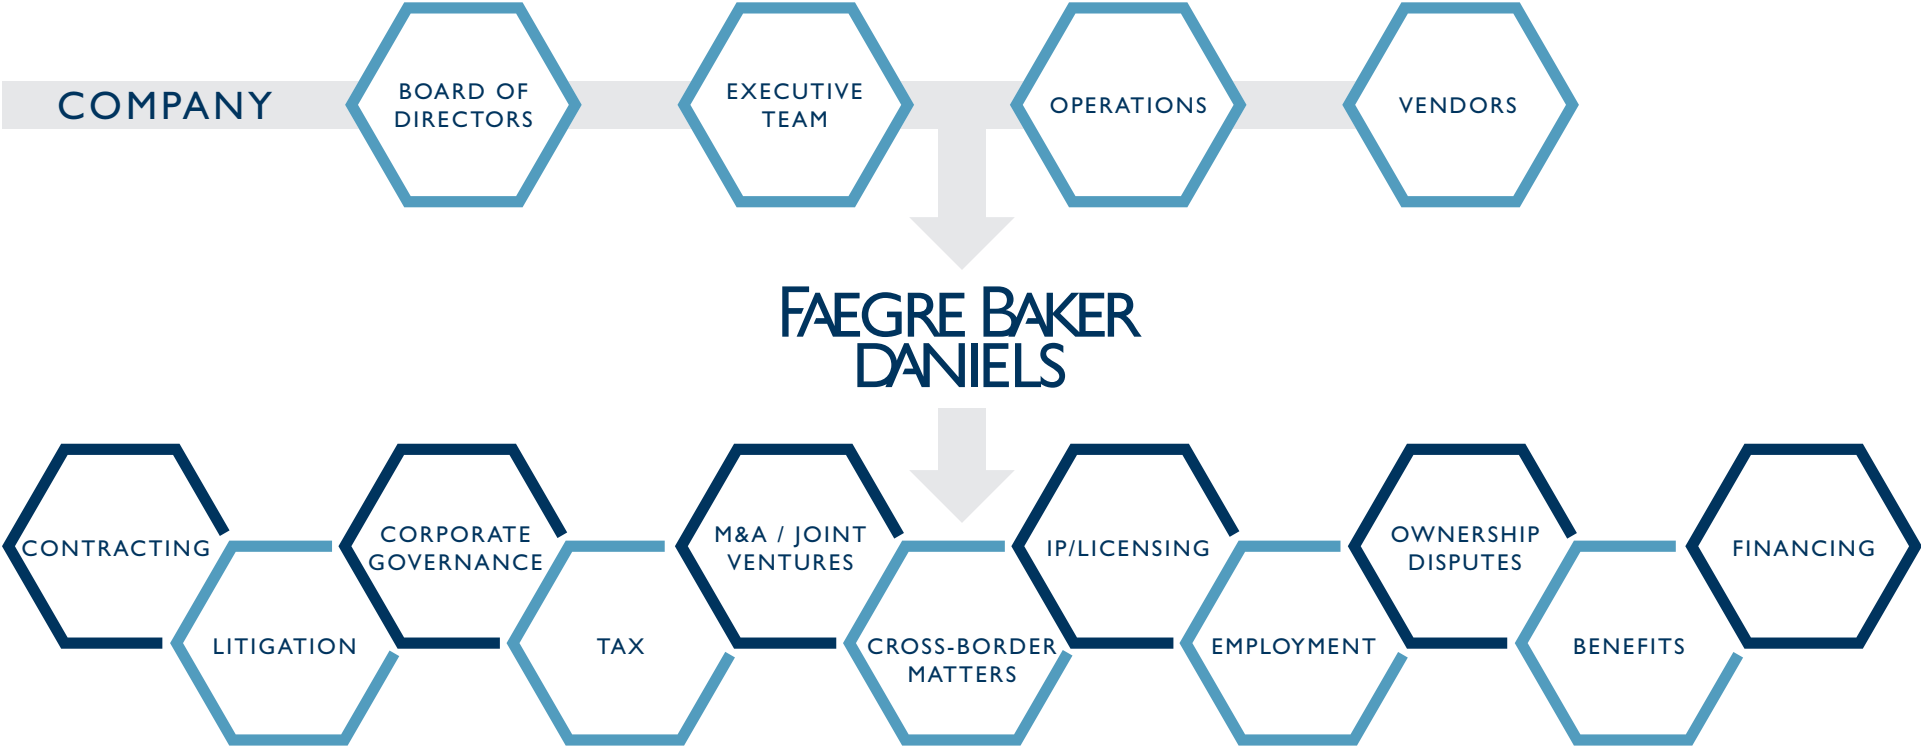 COMPANY
BOARD OF
DIRECTORS
EXECUTIVE
TEAM
OPERATIONS
VENDORS
FAEGRE BAKER
DANIELS
CONTRACTING
LITIGATION
CORPORATE
GOVERNANCE
TAX
M&A / JOINT
VENTURES
CROSS-BORDER
MATTERS
IP/LICENSING
EMPLOYMENT
OWNERSHIP
DISPUTES
BENEFITS
FINANCING